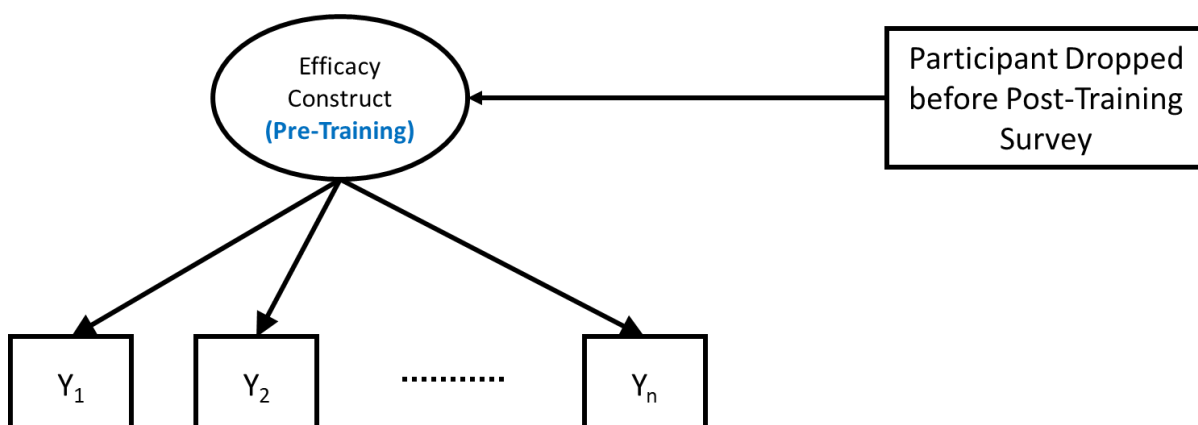 Efficacy
Construct
(Pre-Training)
Participant Dropped
before Post-Training
Survey
Y₁
Y₂
Yₙ